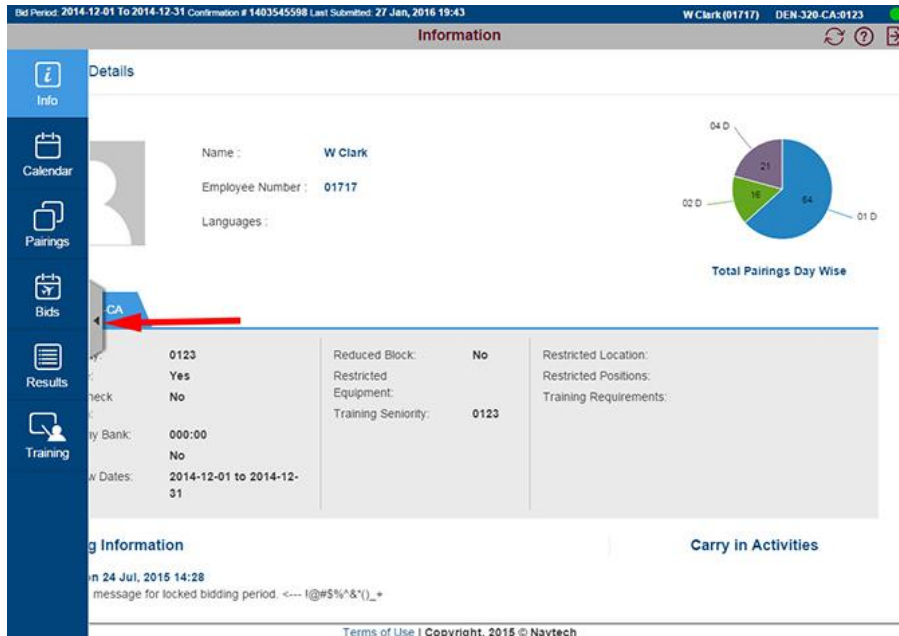 Bid Period: 2014-12-01 To 2014-12-31 Confirmation # 1403545598 Last Submitted: 27 Jan, 2016 19:43 W Clark (01717) DEN-320-CA:0123
Information
Info
Details
Calendar
Pairings
Bids
Results
Training
Name : W Clark
Employee Number : 01717
Languages :
04 D
21
02 D
16
64
01 D
Total Pairings Day Wise
-CA
0123
Yes
No
Bank: 000:00
No
Dates: 2014-12-01 to 2014-12-
31
Reduced Block: No
Restricted
Equipment:
Training Seniority: 0123
Restricted Location:
Restricted Positions:
Training Requirements:
Information
Carry in Activities
24 Jul, 2015 14:28
message for locked bidding period. <--- !@#$%^&*()_+
Terms of Use | Copyright, 2015 © Navtech